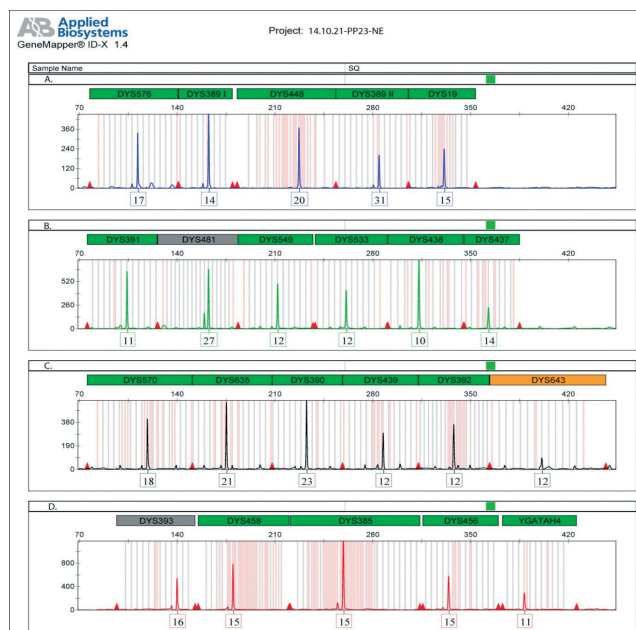 AB Applied Biosystems
GeneMapper® ID-X 1.4
Project: 14.10.21-PP23-NE
Sample Name SQ
A.
DYS576 DYS389 I DYS448 DYS389 II DYS19
70 140 210 280 350 420
360
240
120
0
17 14 20 31 15
B.
DYS391 DYS481 DYS549 DYS533 DYS438 DYS437
70 140 210 280 350 420
520
260
0
11 27 12 12 10 14
C.
DYS570 DYS635 DYS390 DYS439 DYS392 DYS643
70 140 210 280 350 420
380
190
0
18 21 23 12 12 12
D.
DYS393 DYS458 DYS385 DYS456 YGATAH4
70 140 210 280 350 420
800
400
0
16 15 15 15 11